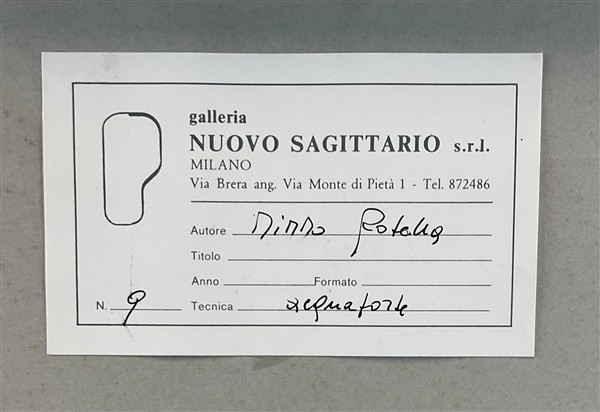 galleria
NUOVO SAGITTARIO s.r.l.
MILANO
Via Brera ang. Via Monte di Pietà 1 - Tel. 872486
Autore Mimmo Rotella
Titolo
Anno Formato
N. 9 Tecnica acquaforte